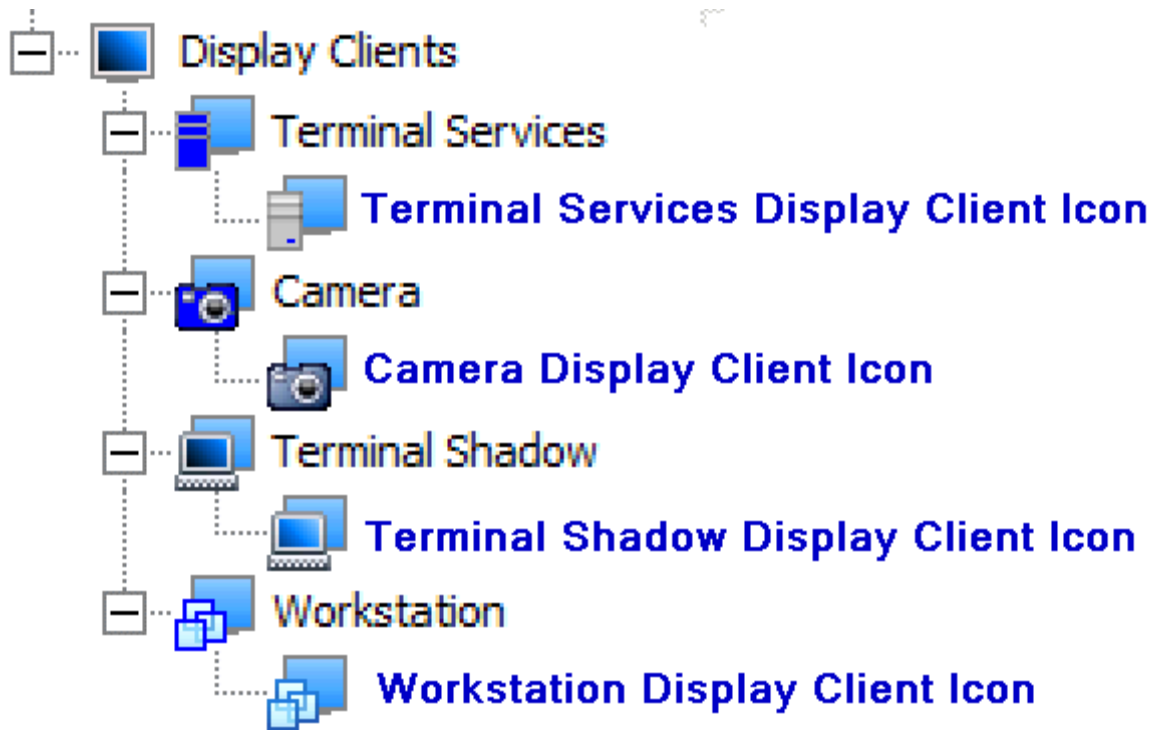 Display Clients
Terminal Services
Terminal Services Display Client Icon
Camera
Camera Display Client Icon
Terminal Shadow
Terminal Shadow Display Client Icon
Workstation
Workstation Display Client Icon